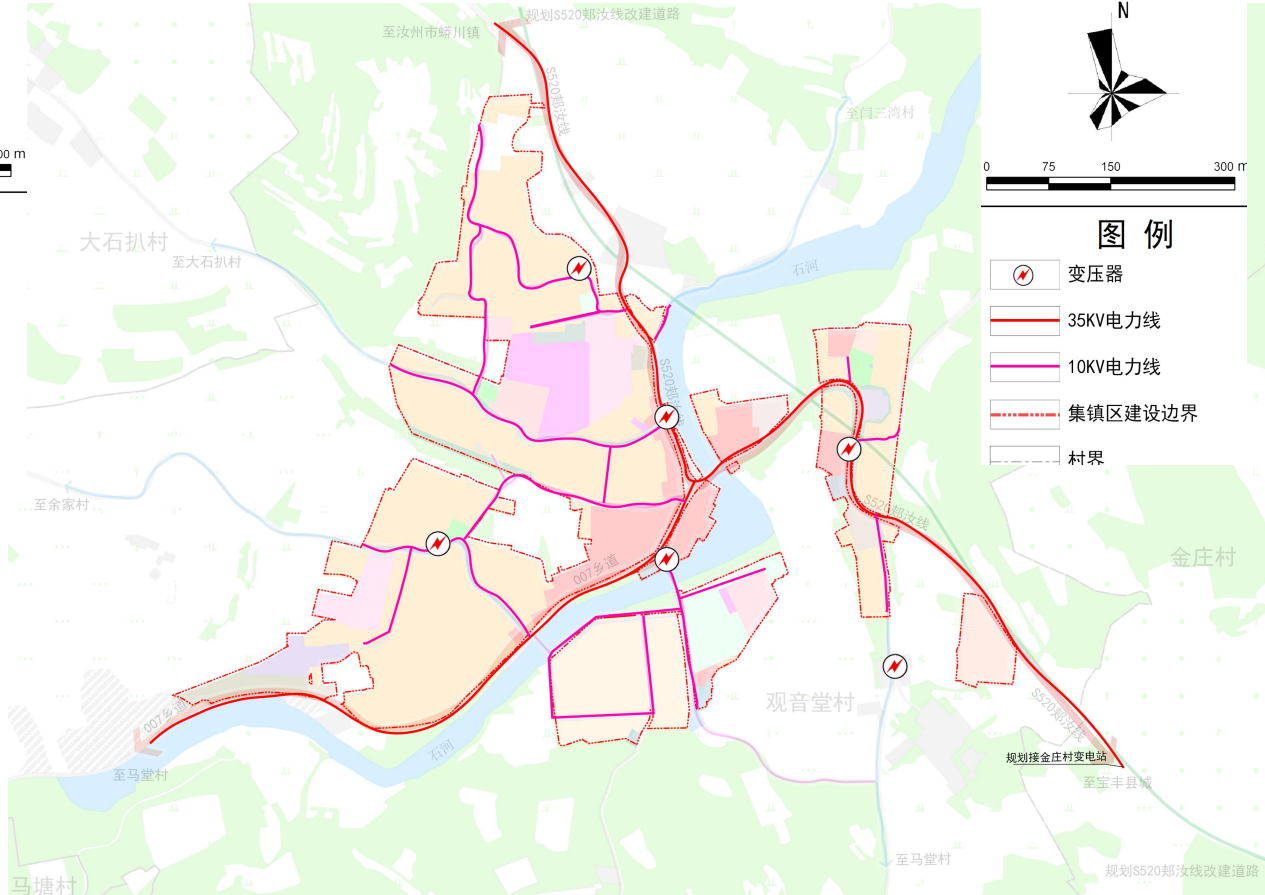 规划S520郏汝线改建道路
至汝州市蟒川镇
S520郏汝线
至闫三湾村
N
00 m
0 75 150 300 m
图 例
变压器
35KV电力线
10KV电力线
集镇区建设边界
村界
大石扒村
至大石扒村
石河
S520郏汝线
至余家村
S520郏汝线
金庄村
007乡道
观音堂村
007乡道
石河
S520郏汝线
规划接金庄村变电站
至马堂村
至宝丰县城
至马堂村
规划S520郏汝线改建道路
马塘村